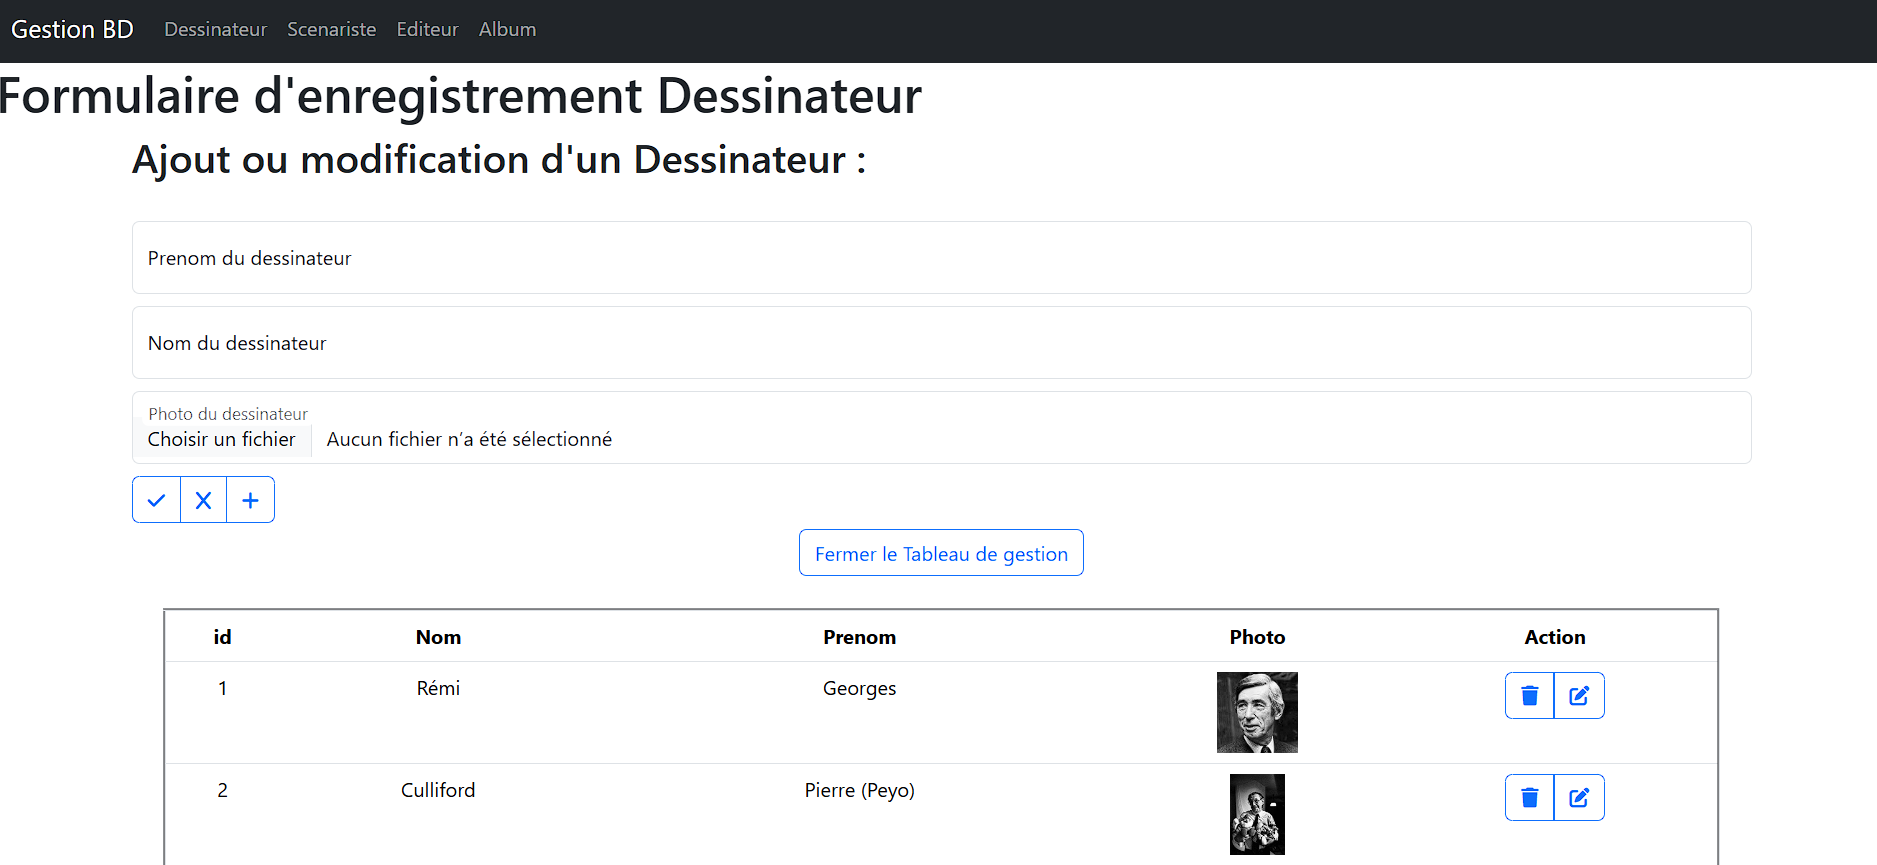 Gestion BD Dessinateur Scenariste Editeur Album
Formulaire d'enregistrement Dessinateur
Ajout ou modification d'un Dessinateur :
Prenom du dessinateur
Nom du dessinateur
Photo du dessinateur
Choisir un fichier Aucun fichier n’a été sélectionné
Fermer le Tableau de gestion
id Nom Prenom Photo Action
1 Rémi Georges
2 Culliford Pierre (Peyo)